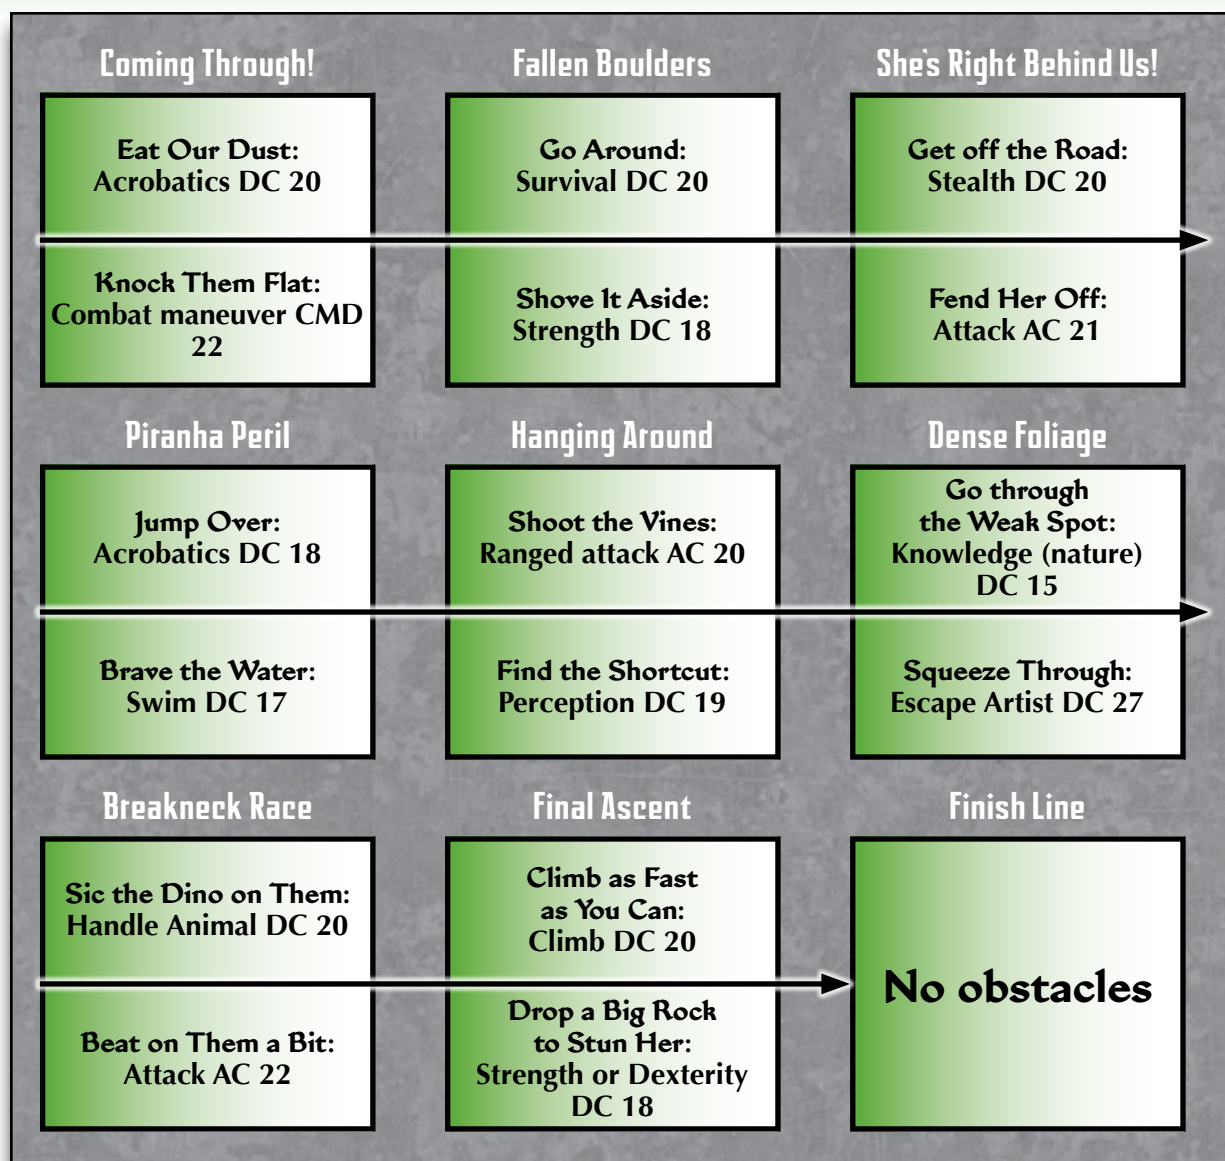 Coming Through!
Eat Our Dust:
Acrobatics DC 20
Knock Them Flat:
Combat maneuver CMD
22
Fallen Boulders
Go Around:
Survival DC 20
Shove It Aside:
Strength DC 18
She's Right Behind Us!
Get off the Road:
Stealth DC 20
Fend Her Off:
Attack AC 21
Piranha Peril
Jump Over:
Acrobatics DC 18
Brave the Water:
Swim DC 17
Hanging Around
Shoot the Vines:
Ranged attack AC 20
Find the Shortcut:
Perception DC 19
Dense Foliage
Go through
the Weak Spot:
Knowledge (nature)
DC 15
Squeeze Through:
Escape Artist DC 27
Breakneck Race
Sic the Dino on Them:
Handle Animal DC 20
Beat on Them a Bit:
Attack AC 22
Final Ascent
Climb as Fast
as You Can:
Climb DC 20
Drop a Big Rock
to Stun Her:
Strength or Dexterity
DC 18
Finish Line
No obstacles